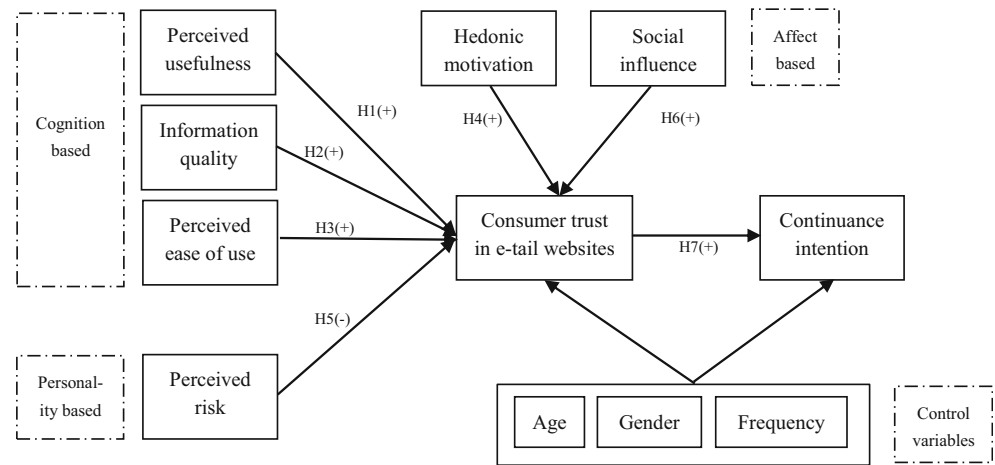 Cognition
based
Perceived
usefulness
Information
quality
Perceived
ease of use
Personal-
ity based
Perceived
risk
H1(+)
H2(+)
H3(+)
H5(-)
Hedonic
motivation
Social
influence
Affect
based
H4(+)
H6(+)
Consumer trust
in e-tail websites
H7(+)
Continuance
intention
Age
Gender
Frequency
Control
variables